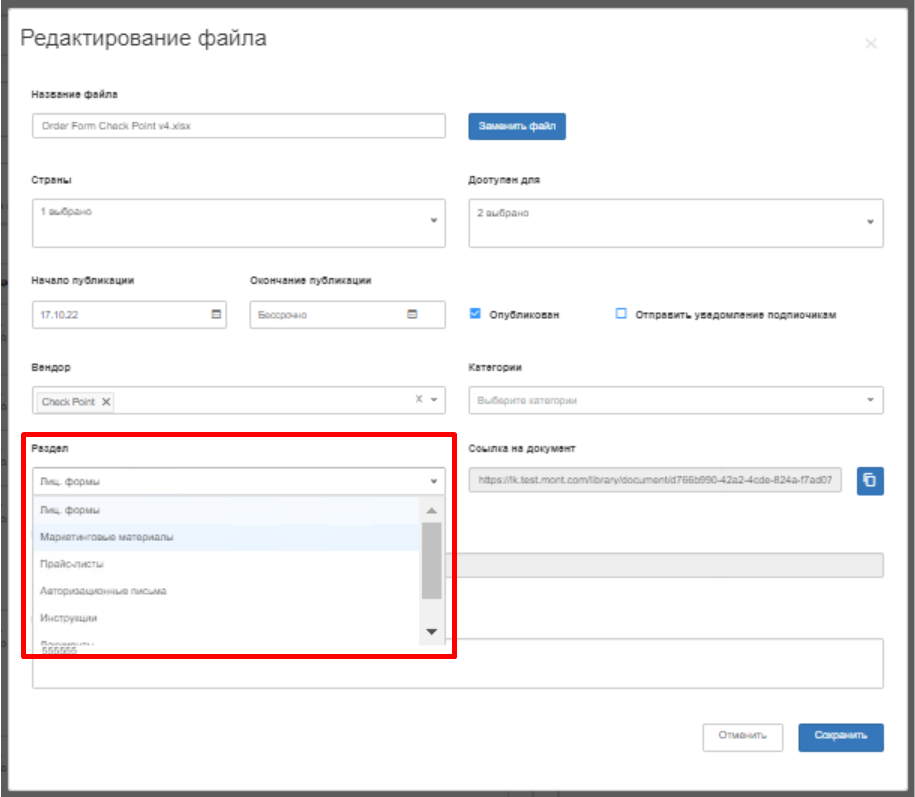 Редактирование файла
Название файла
Order Form Check Point v4.xlsx
Заменить файл
Страны
Доступен для
1 выбрано
2 выбрано
Начало публикации
Окончание публикации
17.10.22
Бессрочно
Опубликован
Отправить уведомление подписчикам
Вендор
Категории
Check Point
Выберите категории
Раздел
Ссылка на документ
Лиц. формы
https://lk.test.mont.com/library/document/d766b990-42a2-4cde-824a-f7ad07
Лиц. формы
Маркетинговые материалы
Прайс-листы
Авторизационные письма
Инструкции
Документы
555555
Отменить
Сохранить